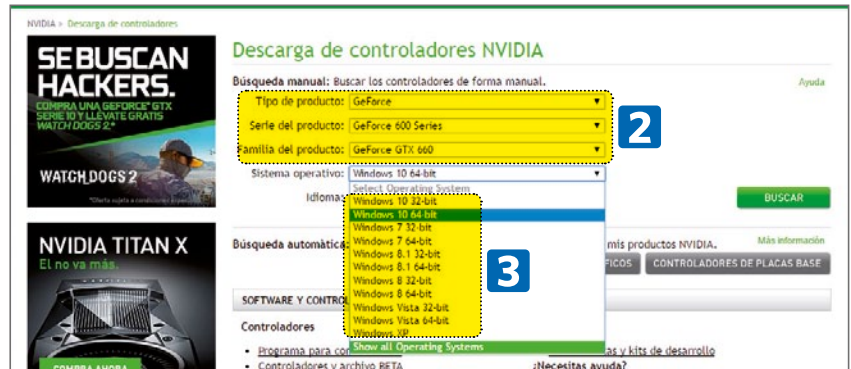 NVIDIA > Descarga de controladores
SE BUSCAN
HACKERS.
COMPRA UNA GEFORCE® GTX
SERIE 10 Y LLÉVATE GRATIS
WATCH DOGS 2.*
WATCH_DOGS 2
*Oferta sujeta a condiciones
NVIDIA TITAN X
El no va más.
COMPRA AHORA
Descarga de controladores NVIDIA
Búsqueda manual: Buscar los controladores de forma manual.
Ayuda
Tipo de producto: GeForce
Serie del producto: GeForce 600 Series
Familia del producto: GeForce GTX 660
2
Sistema operativo: Windows 10 64-bit
Idioma:
Select Operating System
Windows 10 32-bit
Windows 10 64-bit
Windows 7 32-bit
Windows 7 64-bit
Windows 8.1 32-bit
Windows 8.1 64-bit
Windows 8 32-bit
Windows 8 64-bit
Windows Vista 32-bit
Windows Vista 64-bit
Windows XP
Show all Operating Systems
3
BUSCAR
Búsqueda automática
mis productos NVIDIA.
Más información
FICOS
CONTROLADORES DE PLACAS BASE
SOFTWARE Y CONTROL
Controladores
• Programa para con
as y kits de desarrollo
• Controladores y archivo BETA
¿Necesitas ayuda?